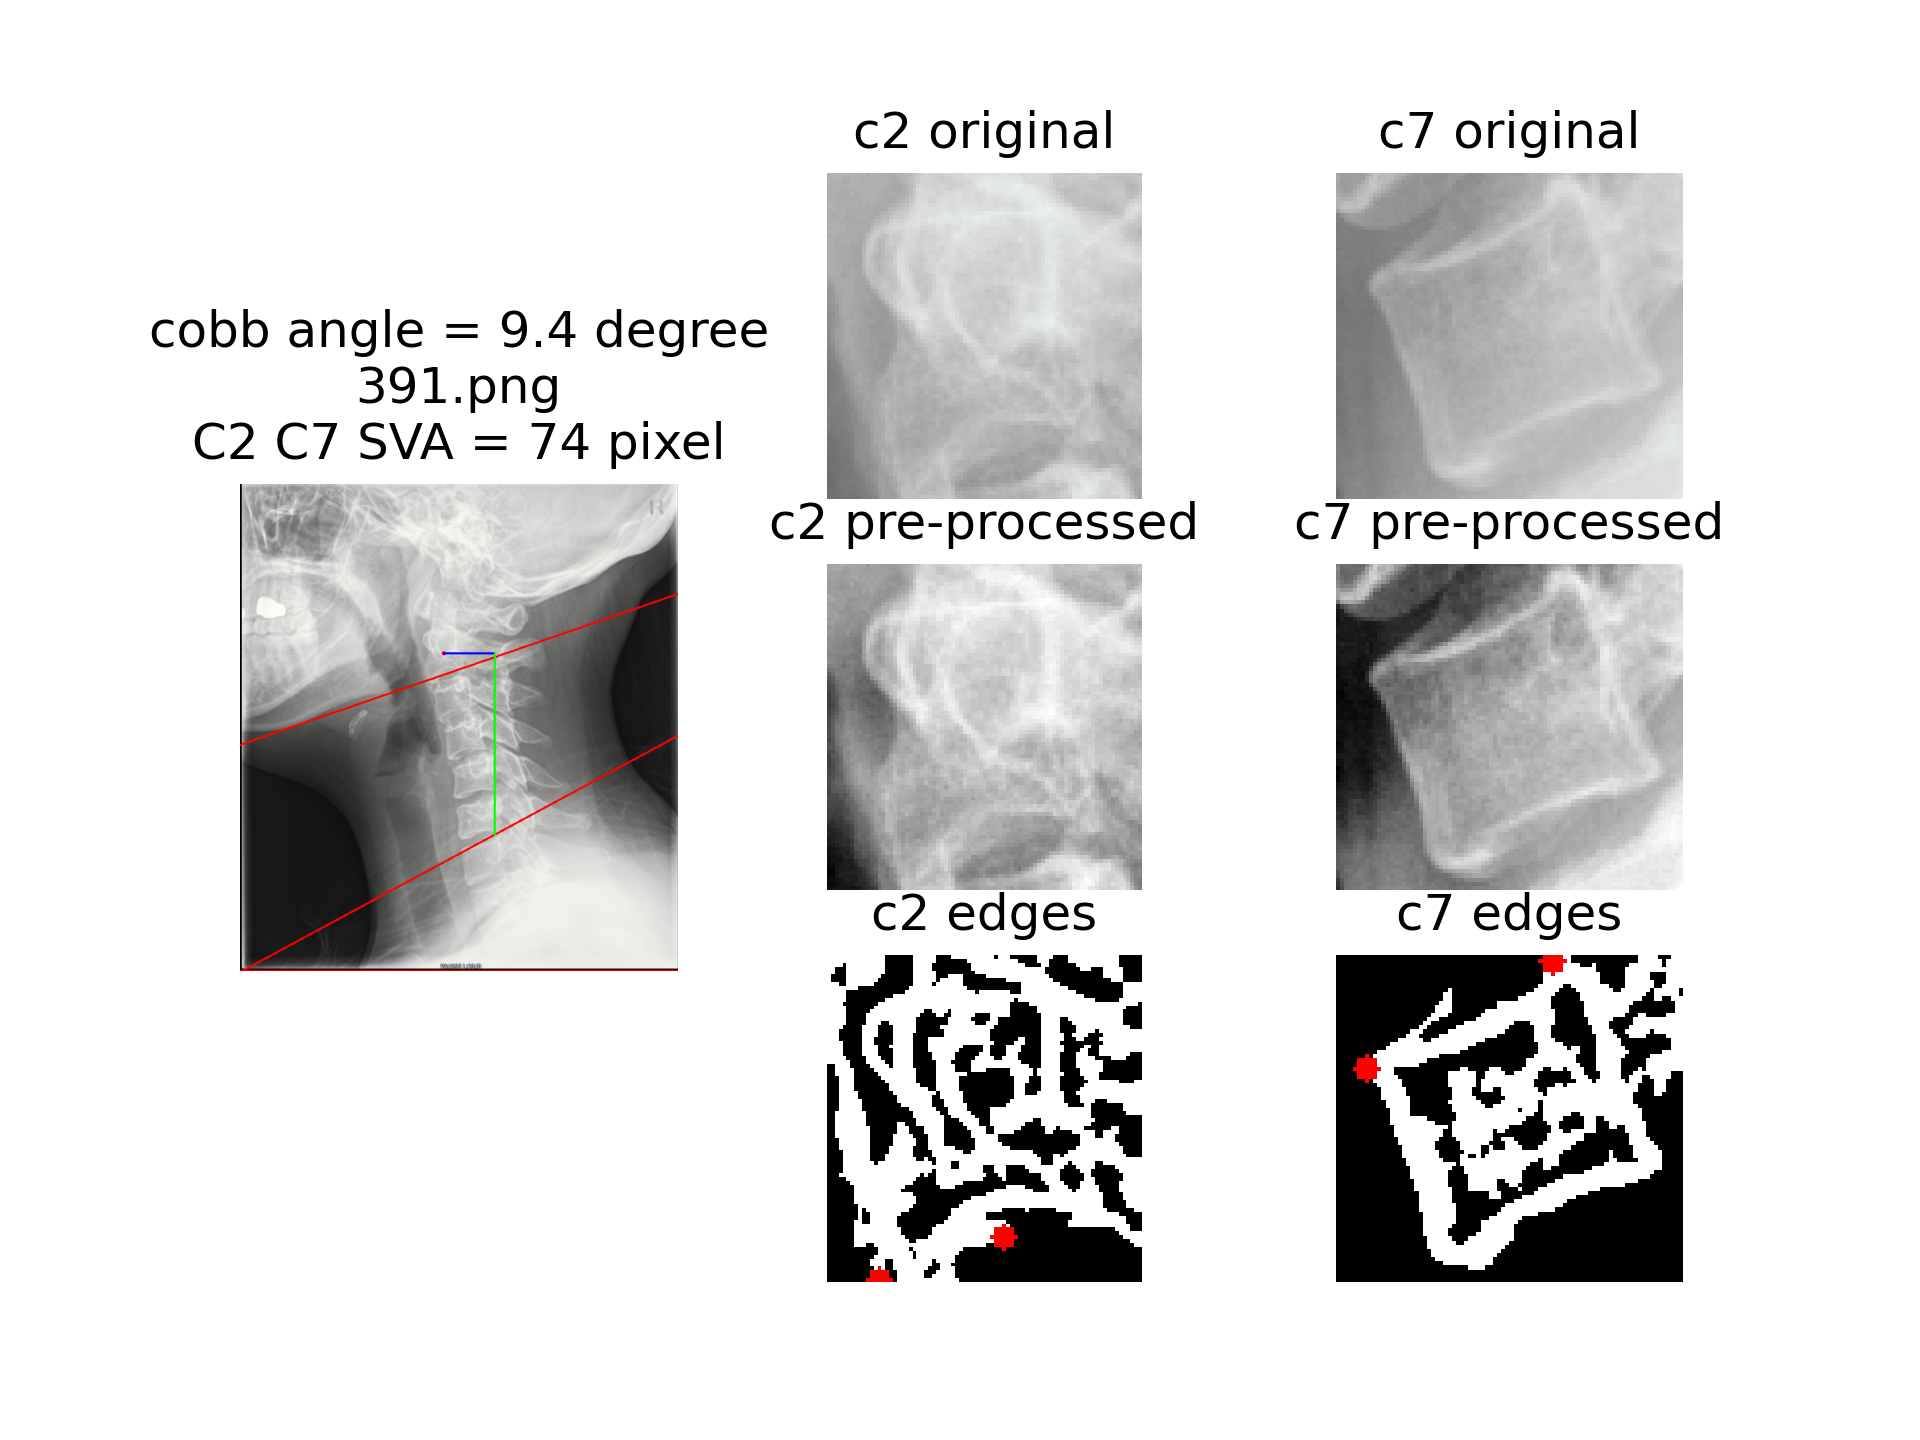 cobb angle = 9.4 degree
391.png
C2 C7 SVA = 74 pixel
R
c2 original
c7 original
c2 pre-processed
c7 pre-processed
c2 edges
c7 edges